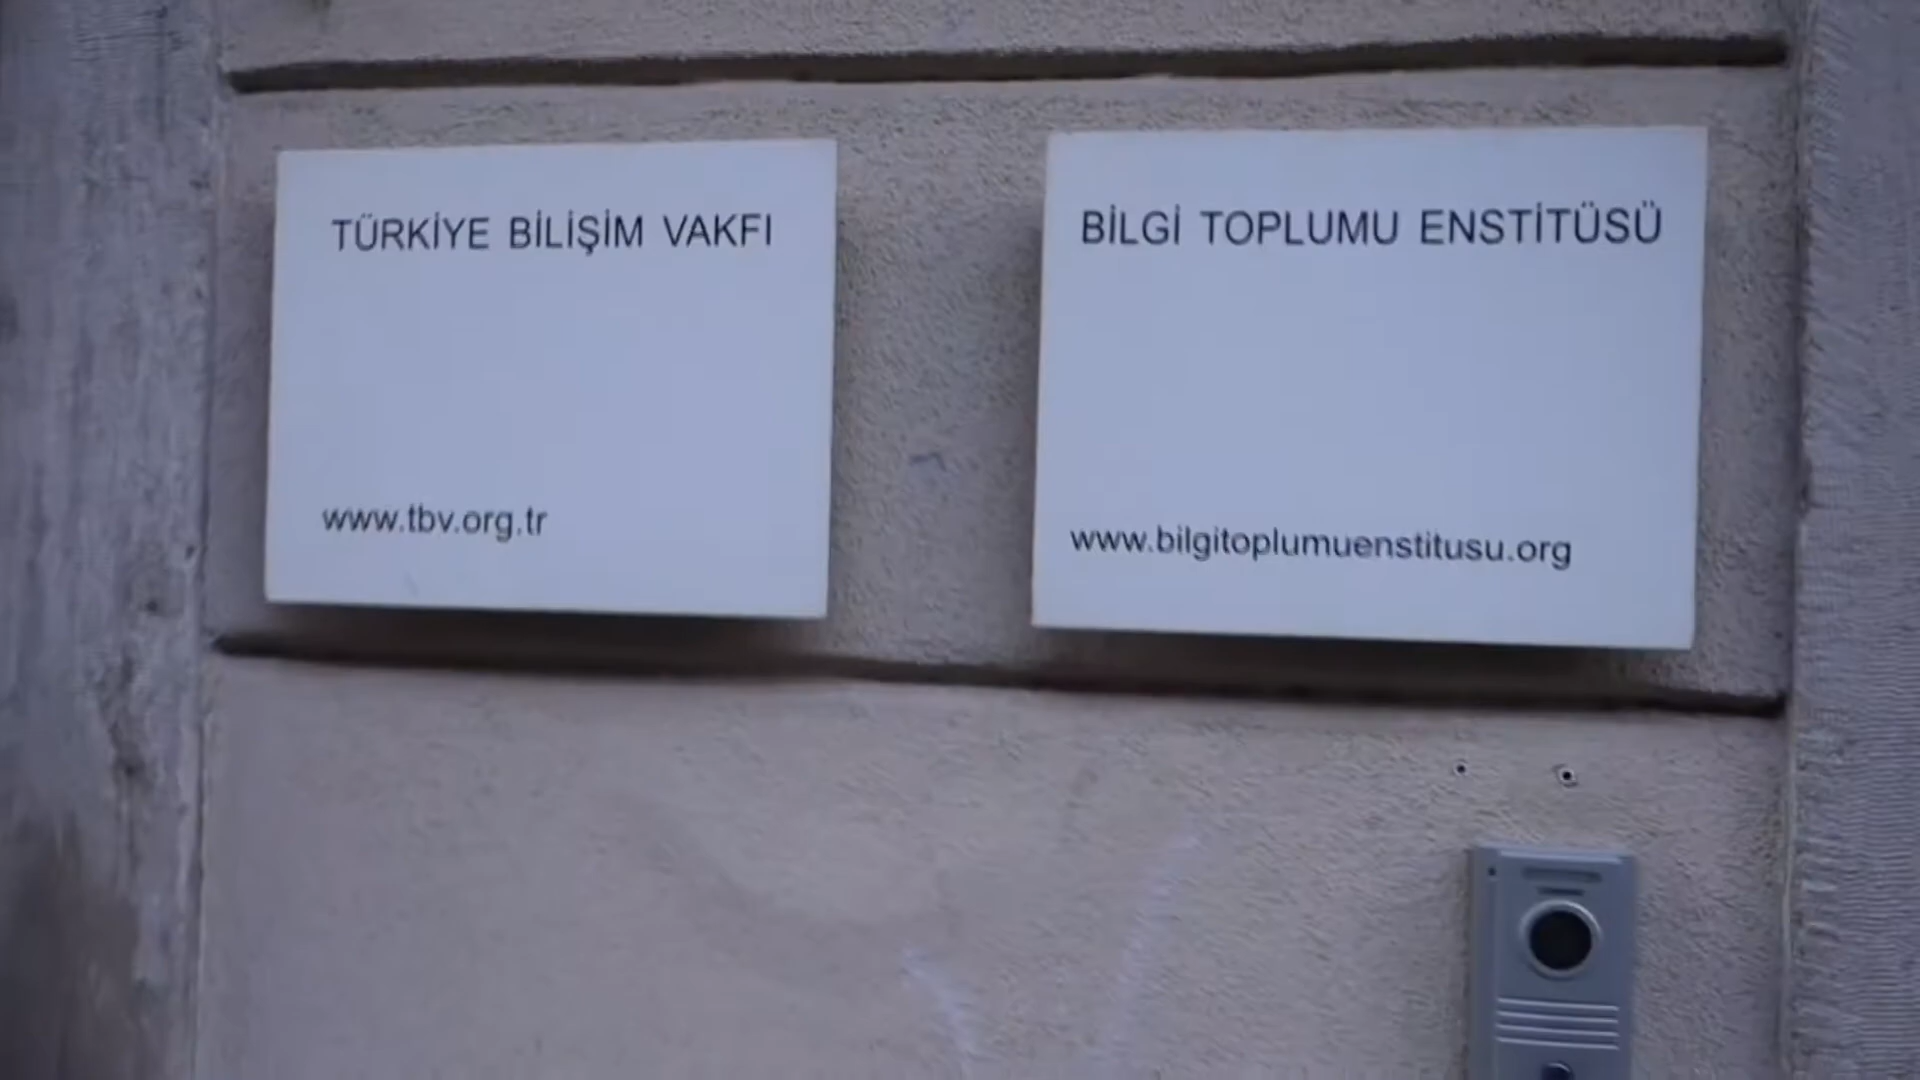 TÜRKİYE BİLİŞİM VAKFI
www.tbv.org.tr
BİLGİ TOPLUMU ENSTİTÜSÜ
www.bilgitoplumuenstitusu.org